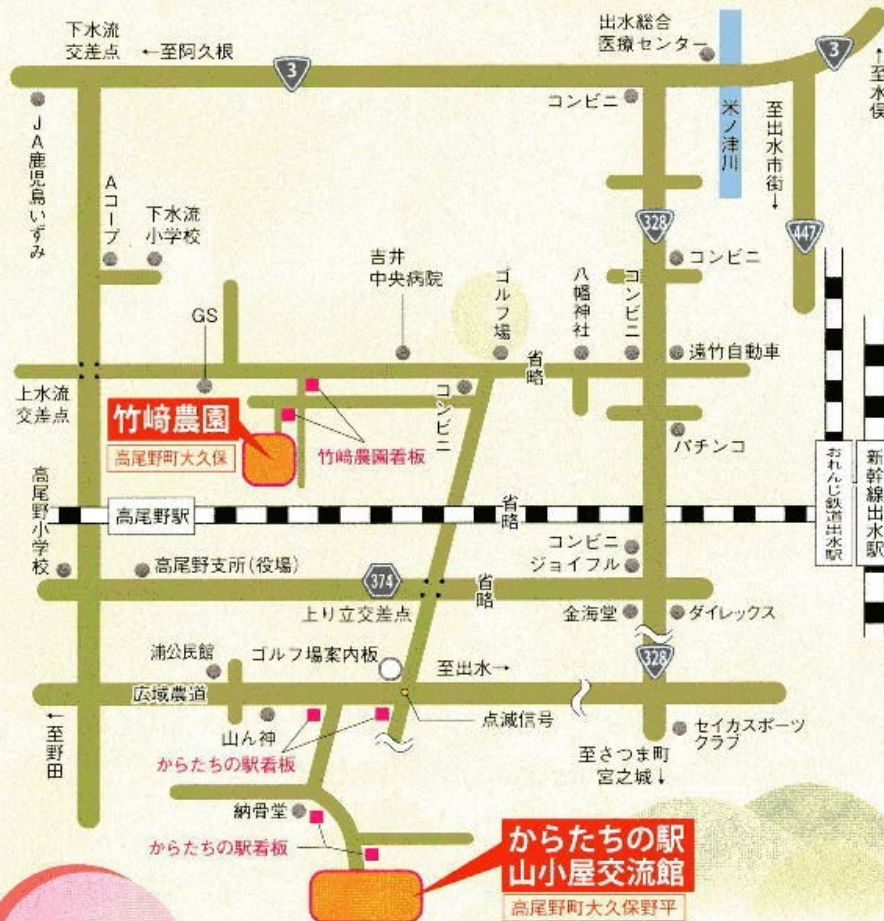 下水流
交差点
←至阿久根
3
出水総合
医療センター
3
←至水俣
コンビニ
米ノ津川
至出水市街→
JA鹿児島いずみ
Aコープ
下水流
小学校
328
447
コンビニ
吉井
中央病院
ゴルフ場
八幡神社
コンビニ
GS
省略
遠竹自動車
上水流
交差点
竹﨑農園
高尾野町大久保
竹﨑農園看板
コンビニ
パチンコ
おれんじ鉄道出水駅
新幹線出水駅
高尾野小学校
高尾野駅
省略
コンビニ
ジョイフル
高尾野支所(役場)
374
省略
上り立交差点
金海堂
ダイレックス
浦公民館
ゴルフ場案内板
至出水→
328
広域農道
点滅信号
←至野田
山ん神
からたちの駅看板
セイカスポーツ
クラブ
至さつま町
宮之城↓
納骨堂
からたちの駅看板
からたちの駅
山小屋交流館
高尾野町大久保野平